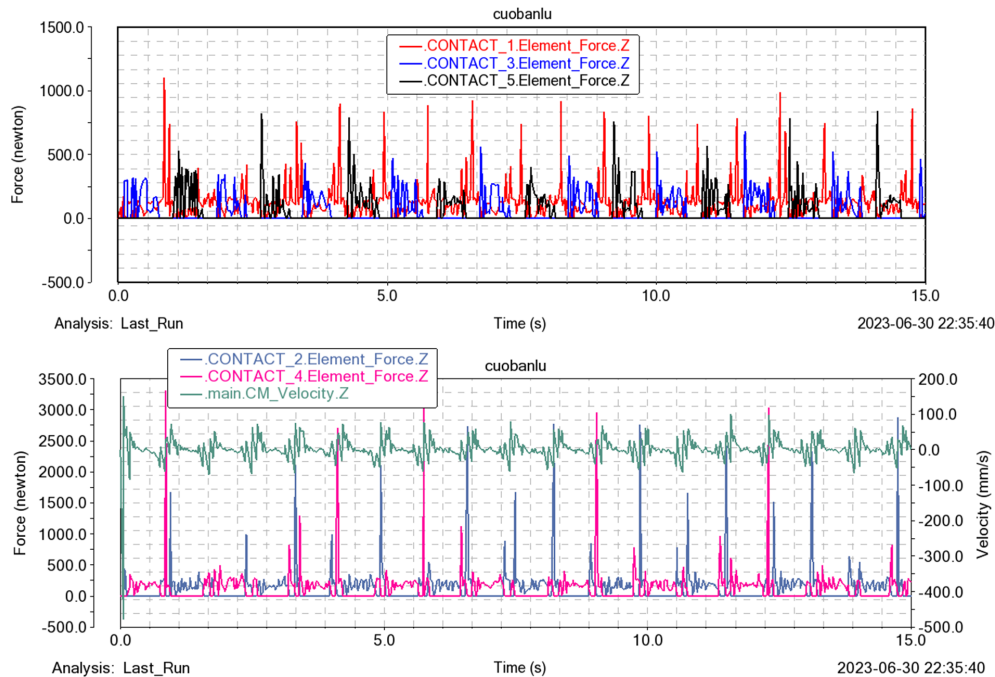 cuobanlu
1500.0
.CONTACT_1.Element_Force.Z
.CONTACT_3.Element_Force.Z
.CONTACT_5.Element_Force.Z
1000.0
Force (newton)
500.0
0.0
-500.0
0.0 5.0 10.0 15.0
Analysis: Last_Run Time (s) 2023-06-30 22:35:40
.CONTACT_2.Element_Force.Z
.CONTACT_4.Element_Force.Z
.main.CM_Velocity.Z
cuobanlu
3500.0 200.0
3000.0 100.0
2500.0 0.0
2000.0 -100.0
Force (newton) Velocity (mm/s)
1500.0 -200.0
1000.0 -300.0
500.0
0.0 -400.0
-500.0 -500.0
0.0 5.0 10.0 15.0
Analysis: Last_Run Time (s) 2023-06-30 22:35:40